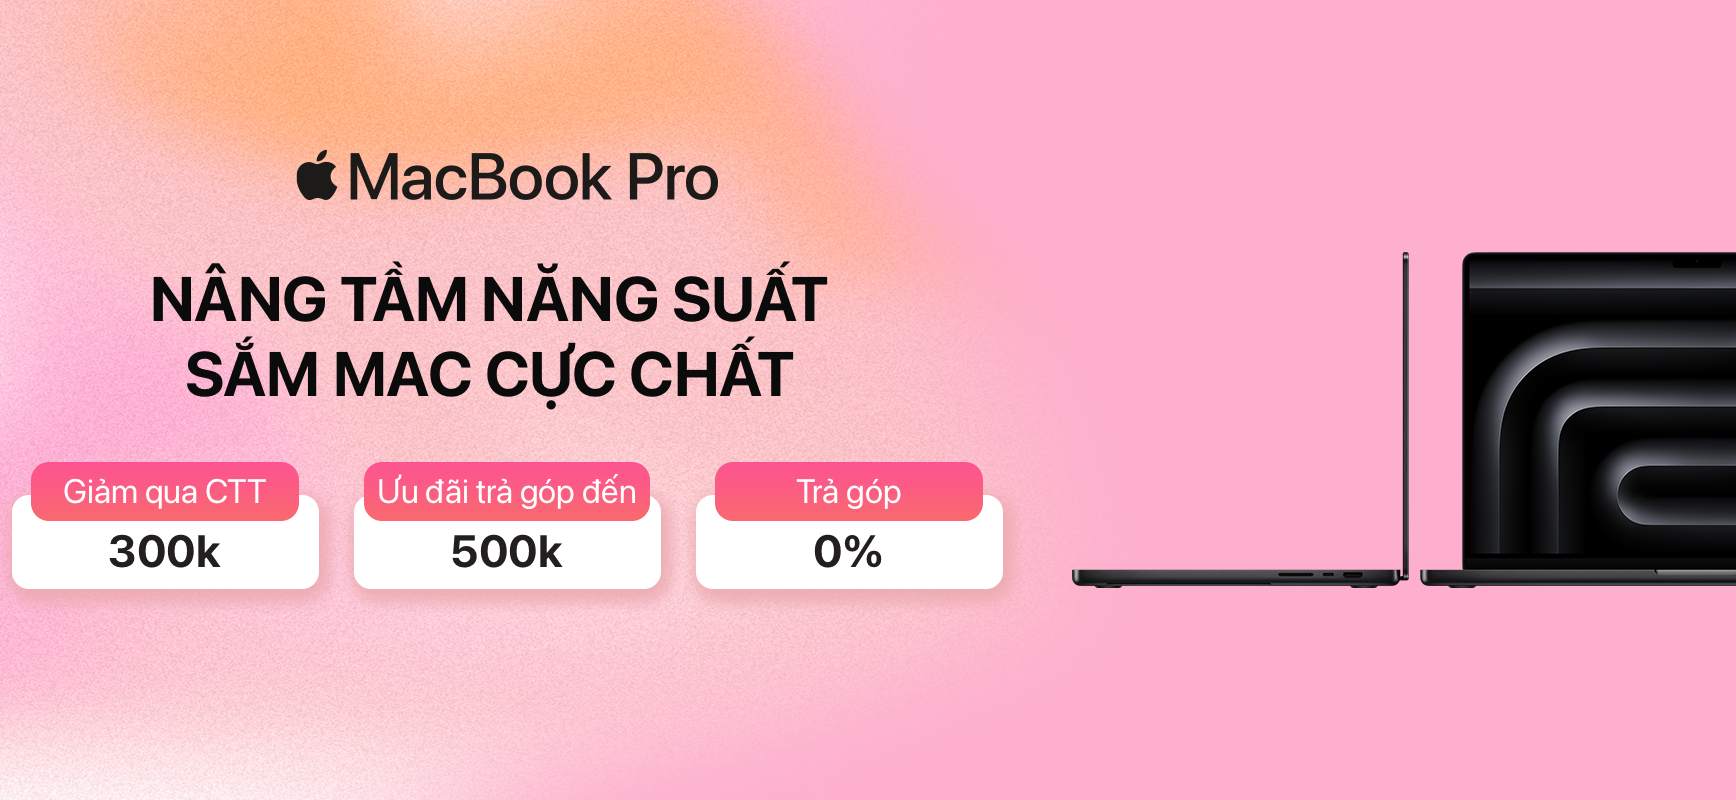 MacBook Pro
NÂNG TẦM NĂNG SUẤT
SẮM MAC CỰC CHẤT
Giảm qua CTT
300k
Ưu đãi trả góp đến
500k
Trả góp
0%